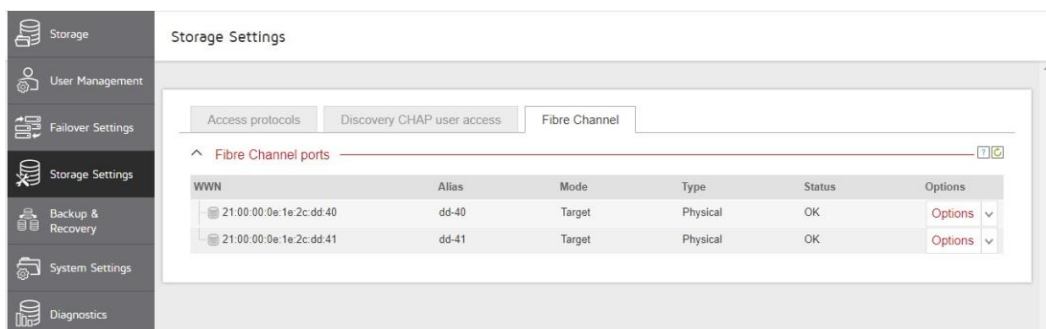 Storage
User Management
Failover Settings
Storage Settings
Backup &
Recovery
System Settings
Diagnostics
Storage Settings
Access protocols Discovery CHAP user access Fibre Channel
Fibre Channel ports ?
WWN Alias Mode Type Status Options
21:00:00:0e:1e:2c:dd:40 dd-40 Target Physical OK Options
21:00:00:0e:1e:2c:dd:41 dd-41 Target Physical OK Options